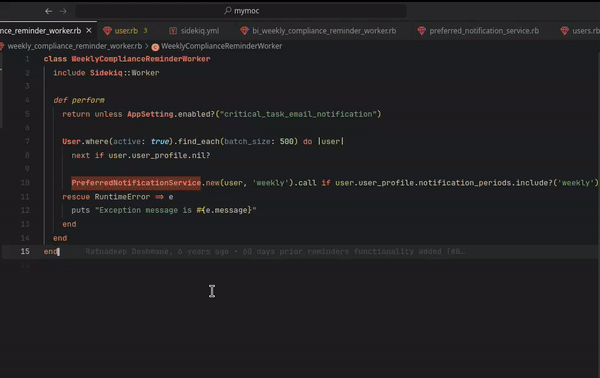 ← → mymoc
nce_reminder_worker.rb × user.rb 3 sidekiq.yml bi_weekly_compliance_reminder_worker.rb preferred_notification_service.rb users.rb
weekly_compliance_reminder_worker.rb > WeeklyComplianceReminderWorker
1 class WeeklyComplianceReminderWorker
2 include Sidekiq::Worker
3
4 def perform
5 return unless AppSetting.enabled?("critical_task_email_notification")
6
7 User.where(active: true).find_each(batch_size: 500) do |user|
8 next if user.user_profile.nil?
9
10 PreferredNotificationService.new(user, 'weekly').call if user.user_profile.notification_periods.include?('weekly')
11 rescue RuntimeError => e
12 puts "Exception message is #{e.message}"
13 end
14 end
15 end Ratnadeep Deshmane, 6 years ago • 60 days prior reminders functionality added